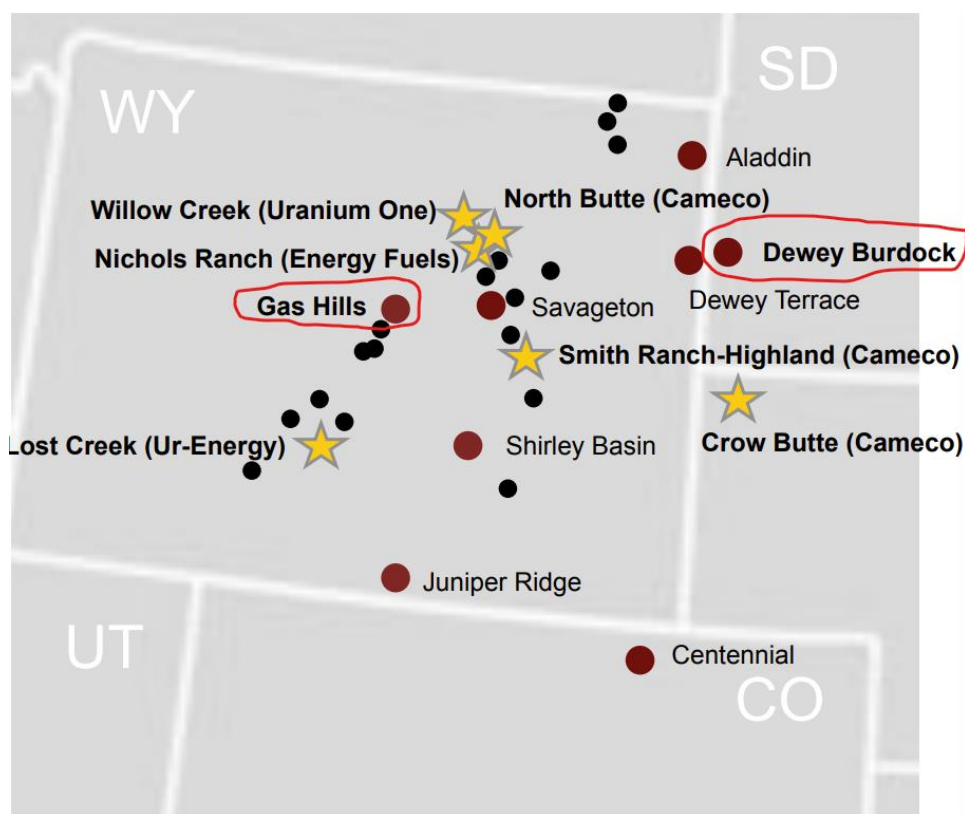 SD
WY
Aladdin
North Butte (Cameco)
Willow Creek (Uranium One)
Nichols Ranch (Energy Fuels)
Dewey Burdock
Dewey Terrace
Gas Hills
Savageton
Smith Ranch-Highland (Cameco)
Crow Butte (Cameco)
Lost Creek (Ur-Energy)
Shirley Basin
Juniper Ridge
UT
Centennial
CO